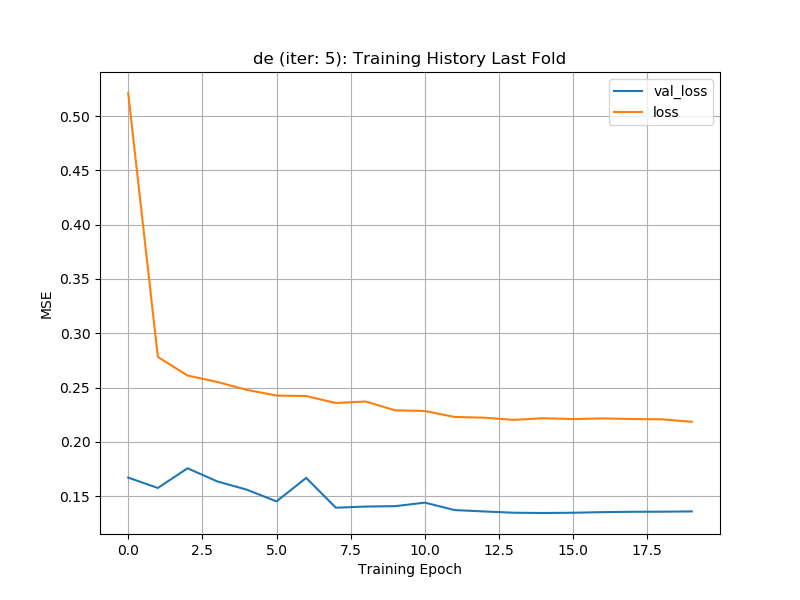 de (iter: 5): Training History Last Fold
val_loss
loss
MSE
0.50
0.45
0.40
0.35
0.30
0.25
0.20
0.15
0.0 2.5 5.0 7.5 10.0 12.5 15.0 17.5
Training Epoch